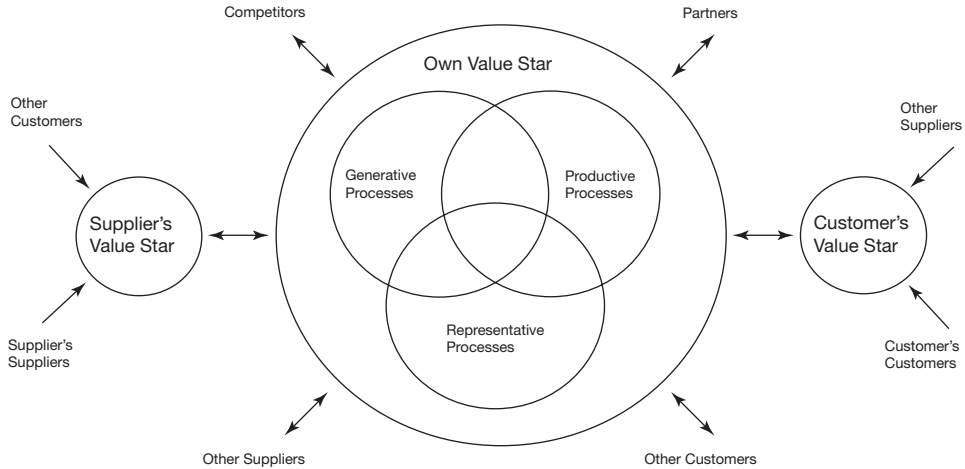 Competitors
Partners
Own Value Star
Other
Customers
Other
Suppliers
Generative
Processes
Productive
Processes
Supplier's
Value Star
Customer's
Value Star
Representative
Processes
Supplier's
Suppliers
Customer's
Customers
Other Suppliers
Other Customers